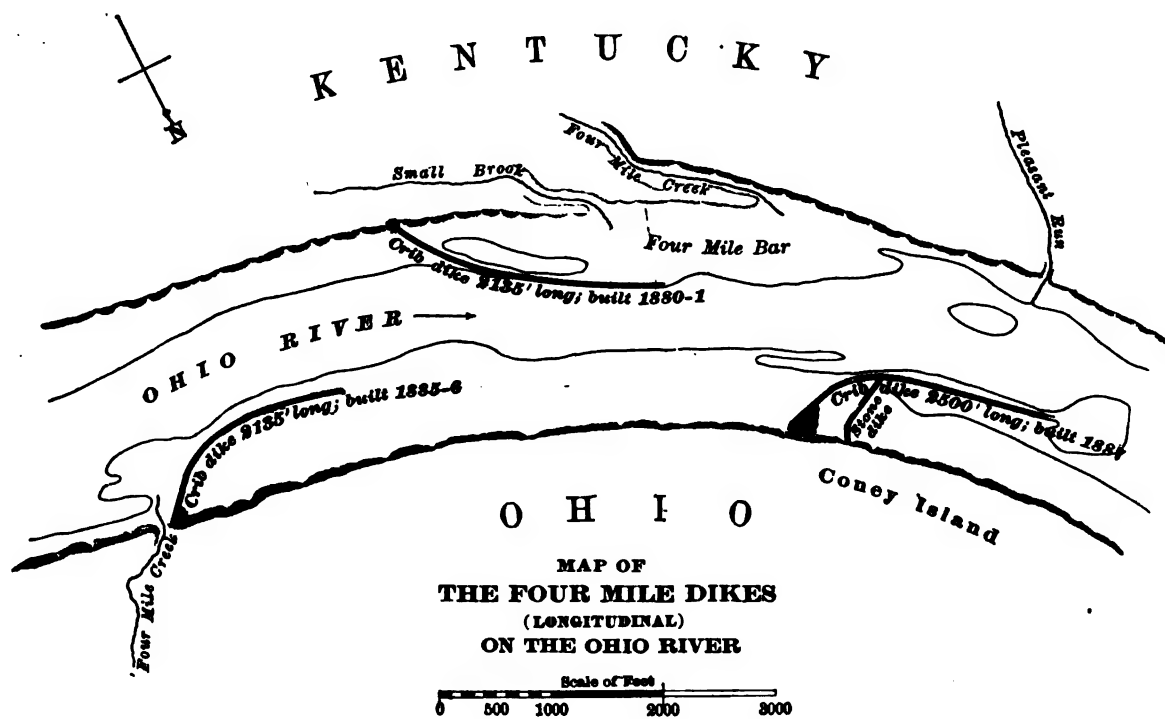 N
KENTUCKY
Four Mile Creek
Pleasant Run
Small Brook
Four Mile Bar
Crib dike 2135' long; built 1880-1
OHIO RIVER
Crib dike 2135' long; built 1885-6
Crib dike 2500' long; built 1887
Stone dike
Coney Island
Four Mile Creek
OHIO
MAP OF
THE FOUR MILE DIKES
(LONGITUDINAL)
ON THE OHIO RIVER
Scale of Feet
0 500 1000 2000 3000